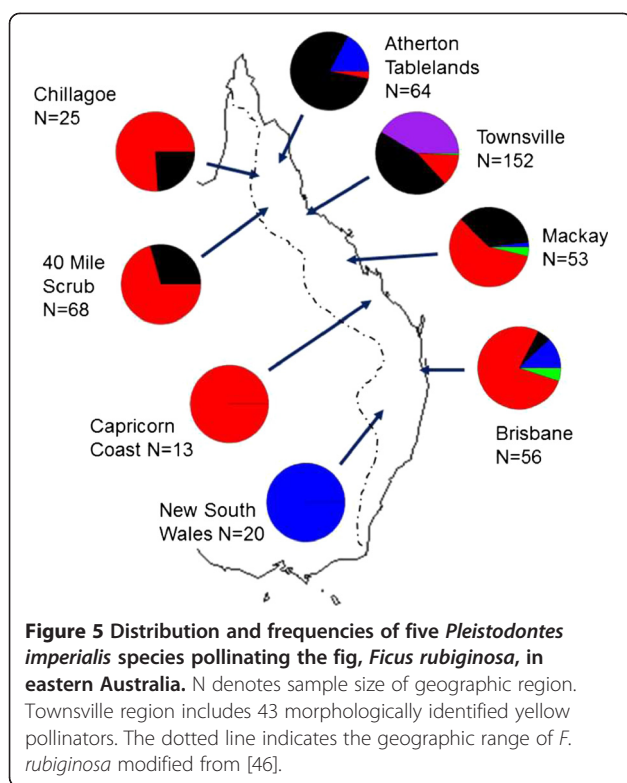 Atherton
Tablelands
N=64
Chillagoe
N=25
Townsville
N=152
Mackay
N=53
40 Mile
Scrub
N=68
Capricorn
Coast N=13
Brisbane
N=56
New South
Wales N=20
Figure 5 Distribution and frequencies of five Pleistodontes
imperialis species pollinating the fig, Ficus rubiginosa, in
eastern Australia. N denotes sample size of geographic region.
Townsville region includes 43 morphologically identified yellow
pollinators. The dotted line indicates the geographic range of F.
rubiginosa modified from [46].